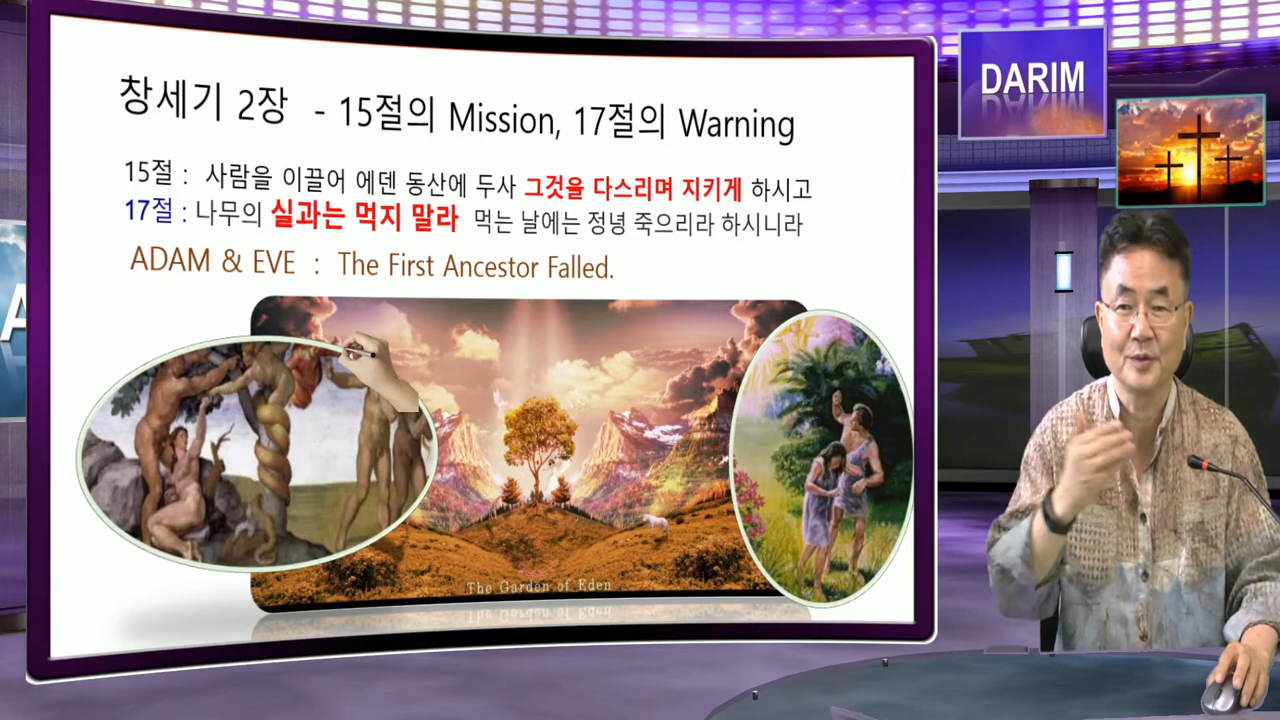 창세기 2장 - 15절의 Mission, 17절의 Warning
15절 : 사람을 이끌어 에덴 동산에 두사 그것을 다스리며 지키게 하시고
17절 : 나무의 실과는 먹지 말라 먹는 날에는 정녕 죽으리라 하시니라
ADAM & EVE : The First Ancestor Falled.
The Garden of Eden
DARIM
A